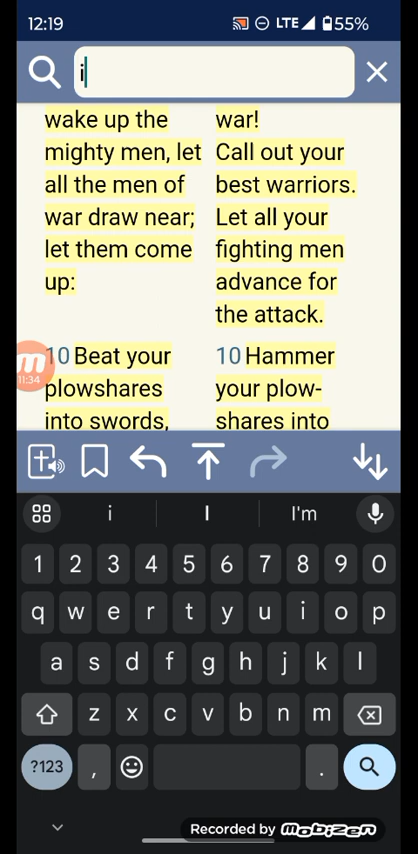 12:19
LTE 55%
i
wake up the
mighty men, let
all the men of
war draw near;
let them come
up:
10 Beat your
plowshares
into swords,
war!
Call out your
best warriors.
Let all your
fighting men
advance for
the attack.
10 Hammer
your plow-
shares into
m
11:34
i I I'm
1 2 3 4 5 6 7 8 9 0
q w e r t y u i o p
a s d f g h j k l
z x c v b n m
?123 , .
Recorded by mobizen